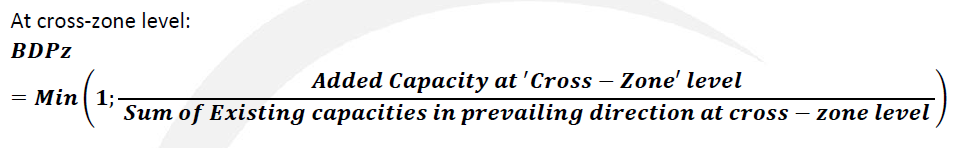 At cross-zone level:
BDPz
= Min(1; Added Capacity at 'Cross − Zone' level
Sum of Existing capacities in prevailing direction at cross − zone level)